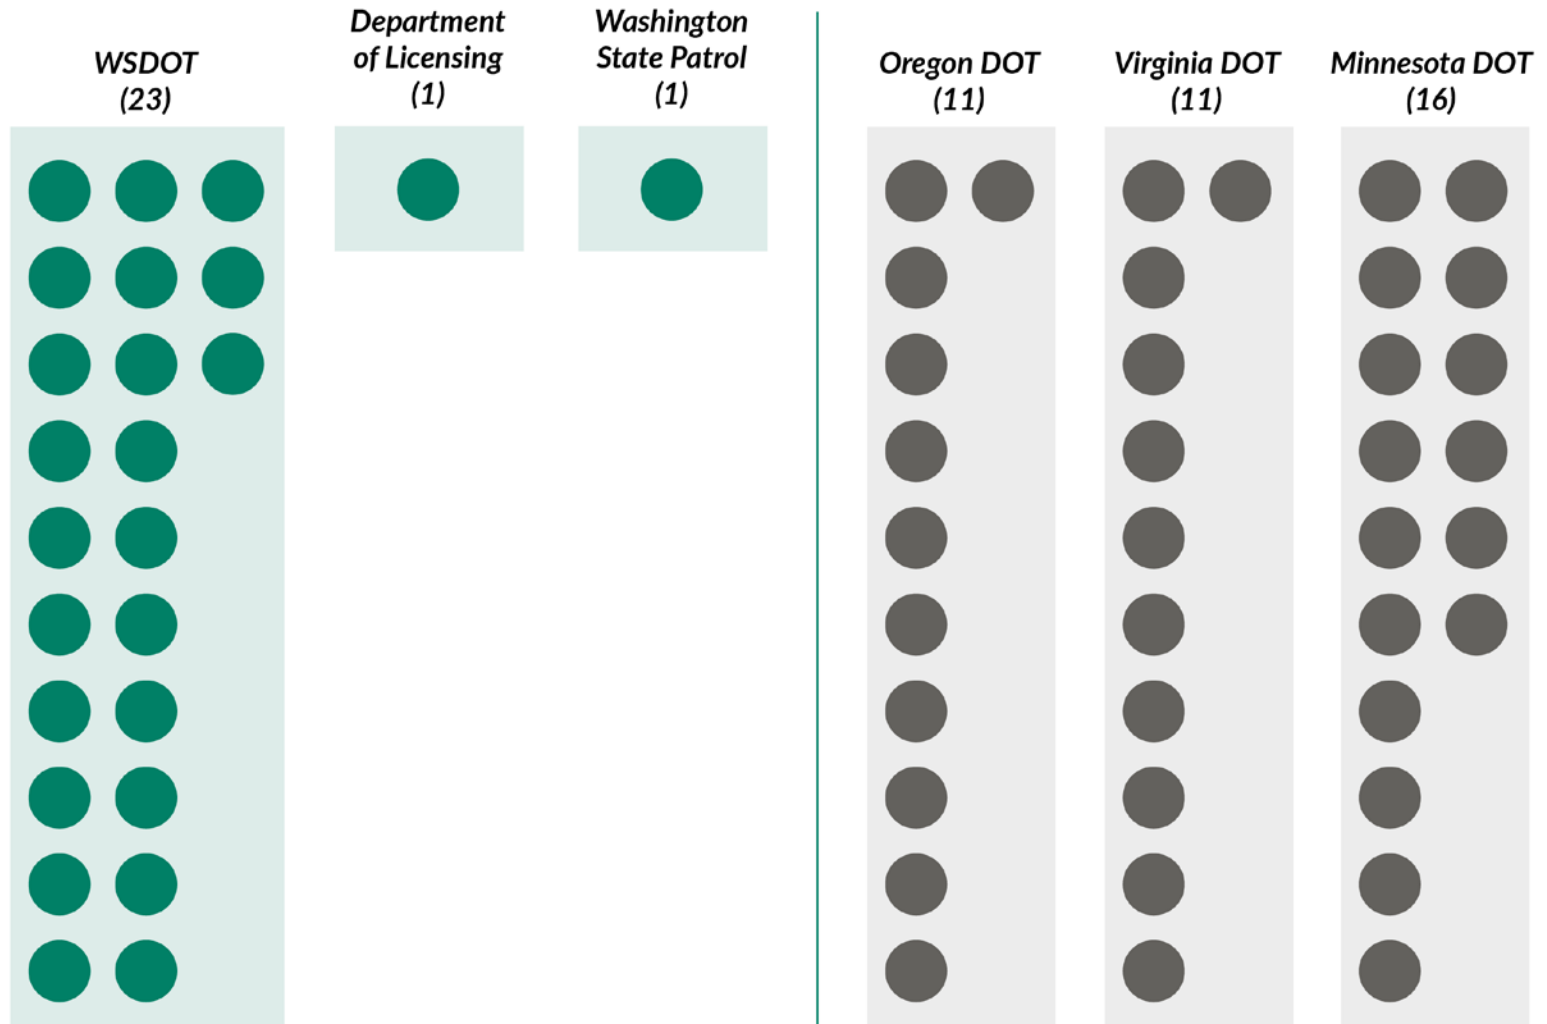 WSDOT
(23)
Department
of Licensing
(1)
Washington
State Patrol
(1)
Oregon DOT
(11)
Virginia DOT
(11)
Minnesota DOT
(16)